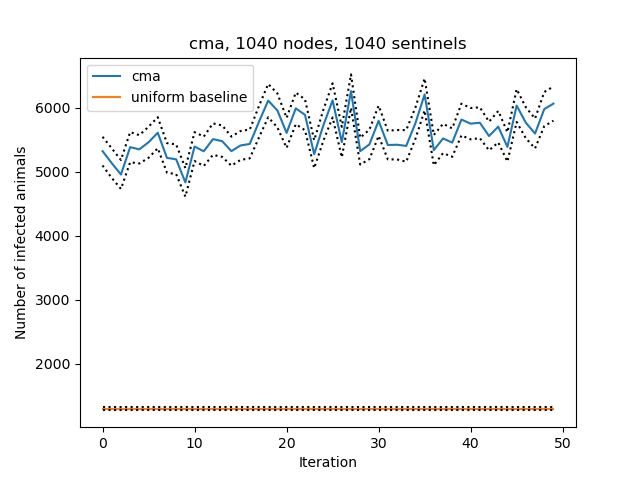 cma, 1040 nodes, 1040 sentinels
cma
uniform baseline
Number of infected animals
6000
5000
4000
3000
2000
0 10 20 30 40 50
Iteration